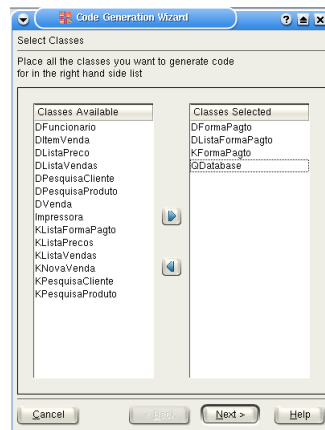 Code Generation Wizard
Select Classes
Place all the classes you want to generate code
for in the right hand side list
Classes Available
DFuncionario
DItemVenda
DListaPreco
DListaVendas
DPesquisaCliente
DPesquisaProduto
DVenda
Impressora
KListaFormaPagto
KListaPrecos
KListaVendas
KNovaVenda
KPesquisaCliente
KPesquisaProduto
Classes Selected
DFormaPagto
DListaFormaPagto
KFormaPagto
QDatabase
Cancel
< Back
Next >
Help